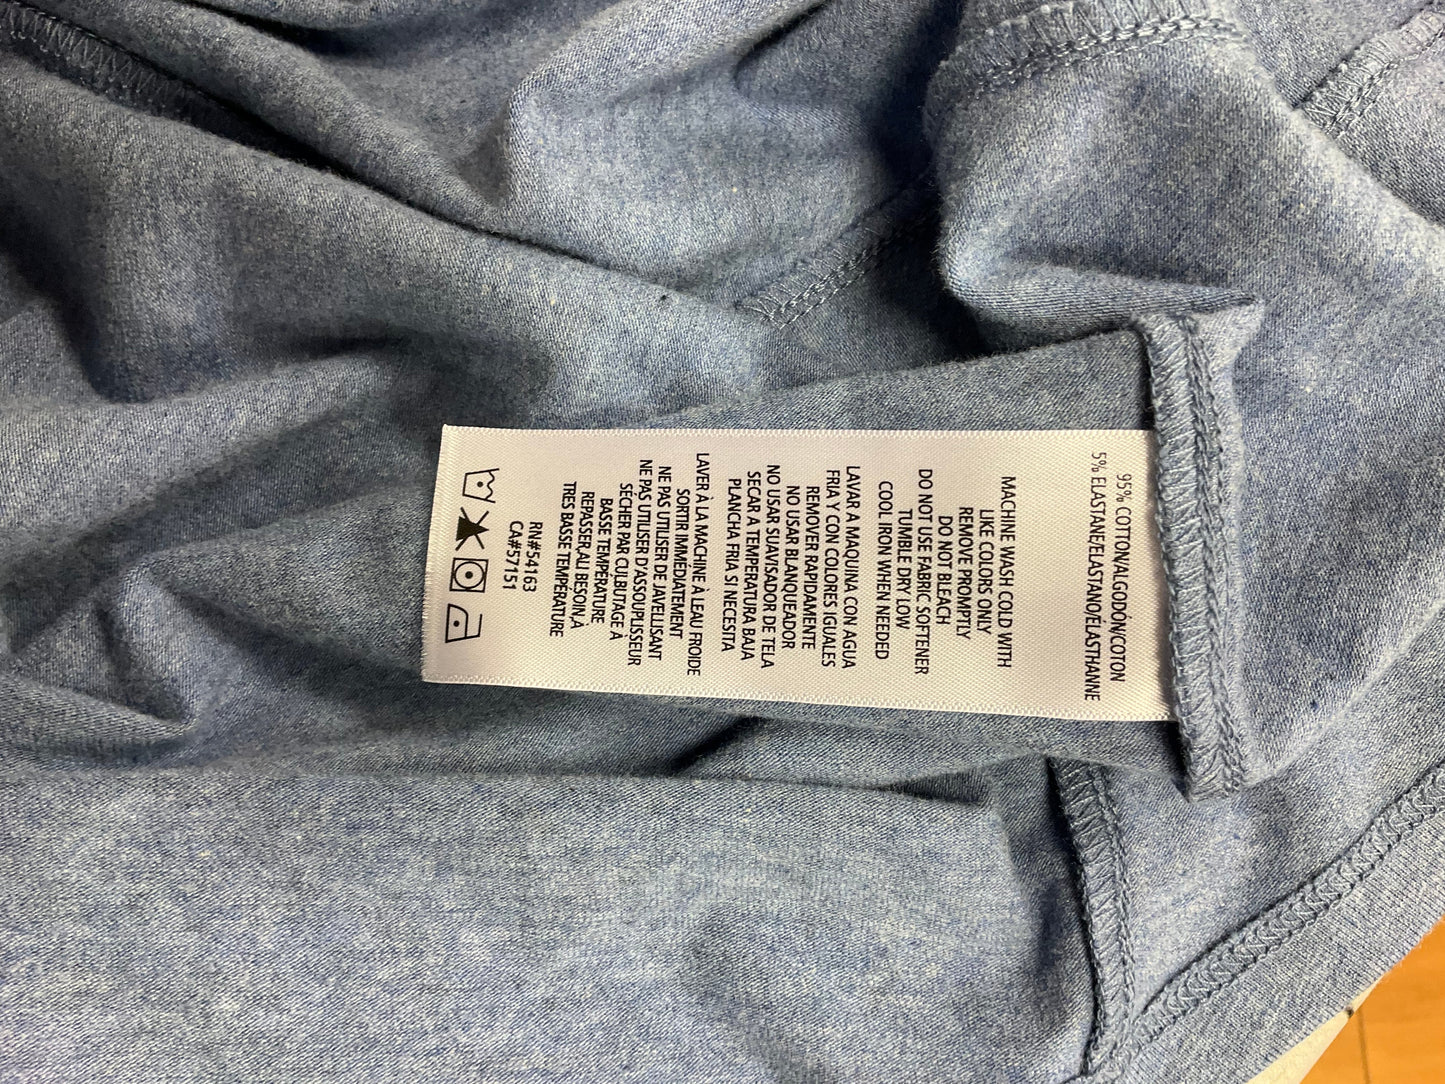 95% COTTON/ALGODÓN/COTON
5% ELASTANE/ELASTANO/ÉLASTHANNE
MACHINE WASH COLD WITH
LIKE COLORS ONLY
REMOVE PROMPTLY
DO NOT BLEACH
DO NOT USE FABRIC SOFTENER
TUMBLE DRY LOW
COOL IRON WHEN NEEDED
LAVAR A MAQUINA CON AGUA
FRIA Y CON COLORES IGUALES
REMOVER RAPIDAMENTE
NO USAR BLANQUEADOR
NO USAR SUAVISADOR DE TELA
SECAR A TEMPERATURA BAJA
PLANCHA FRIA SI NECESITA
LAVER À LA MACHINE À LEAU FROIDE
SORTIR IMMÉDIATEMENT
NE PAS UTILISER DE JAVELLISANT
NE PAS UTILISER D'ASSOUPLISSEUR
SÉCHER PAR CULBUTAGE À
BASSE TEMPÉRATURE
REPASSER,ALI BESOIN,À
TRES BASSE TEMPÉRATURE
RN#54163
CA#57151